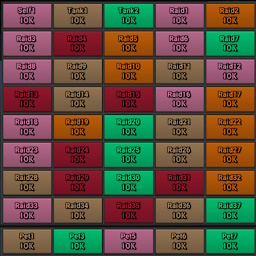 Self1 Tank1 Tank2 Raid1 Raid2
10K 10K 10K 10K 10K
Raid3 Raid4 Raid5 Raid6 Raid7
10K 10K 10K 10K 10K
Raid8 Raid9 Raid10 Raid11 Raid12
10K 10K 10K 10K 10K
Raid13 Raid14 Raid15 Raid16 Raid17
10K 10K 10K 10K 10K
Raid18 Raid19 Raid20 Raid21 Raid22
10K 10K 10K 10K 10K
Raid23 Raid24 Raid25 Raid26 Raid27
10K 10K 10K 10K 10K
Raid28 Raid29 Raid30 Raid31 Raid32
10K 10K 10K 10K 10K
Raid33 Raid34 Raid35 Raid36 Raid37
10K 10K 10K 10K 10K
Pet1 Pet3 Pet5 Pet6 Pet7
10K 10K 10K 10K 10K